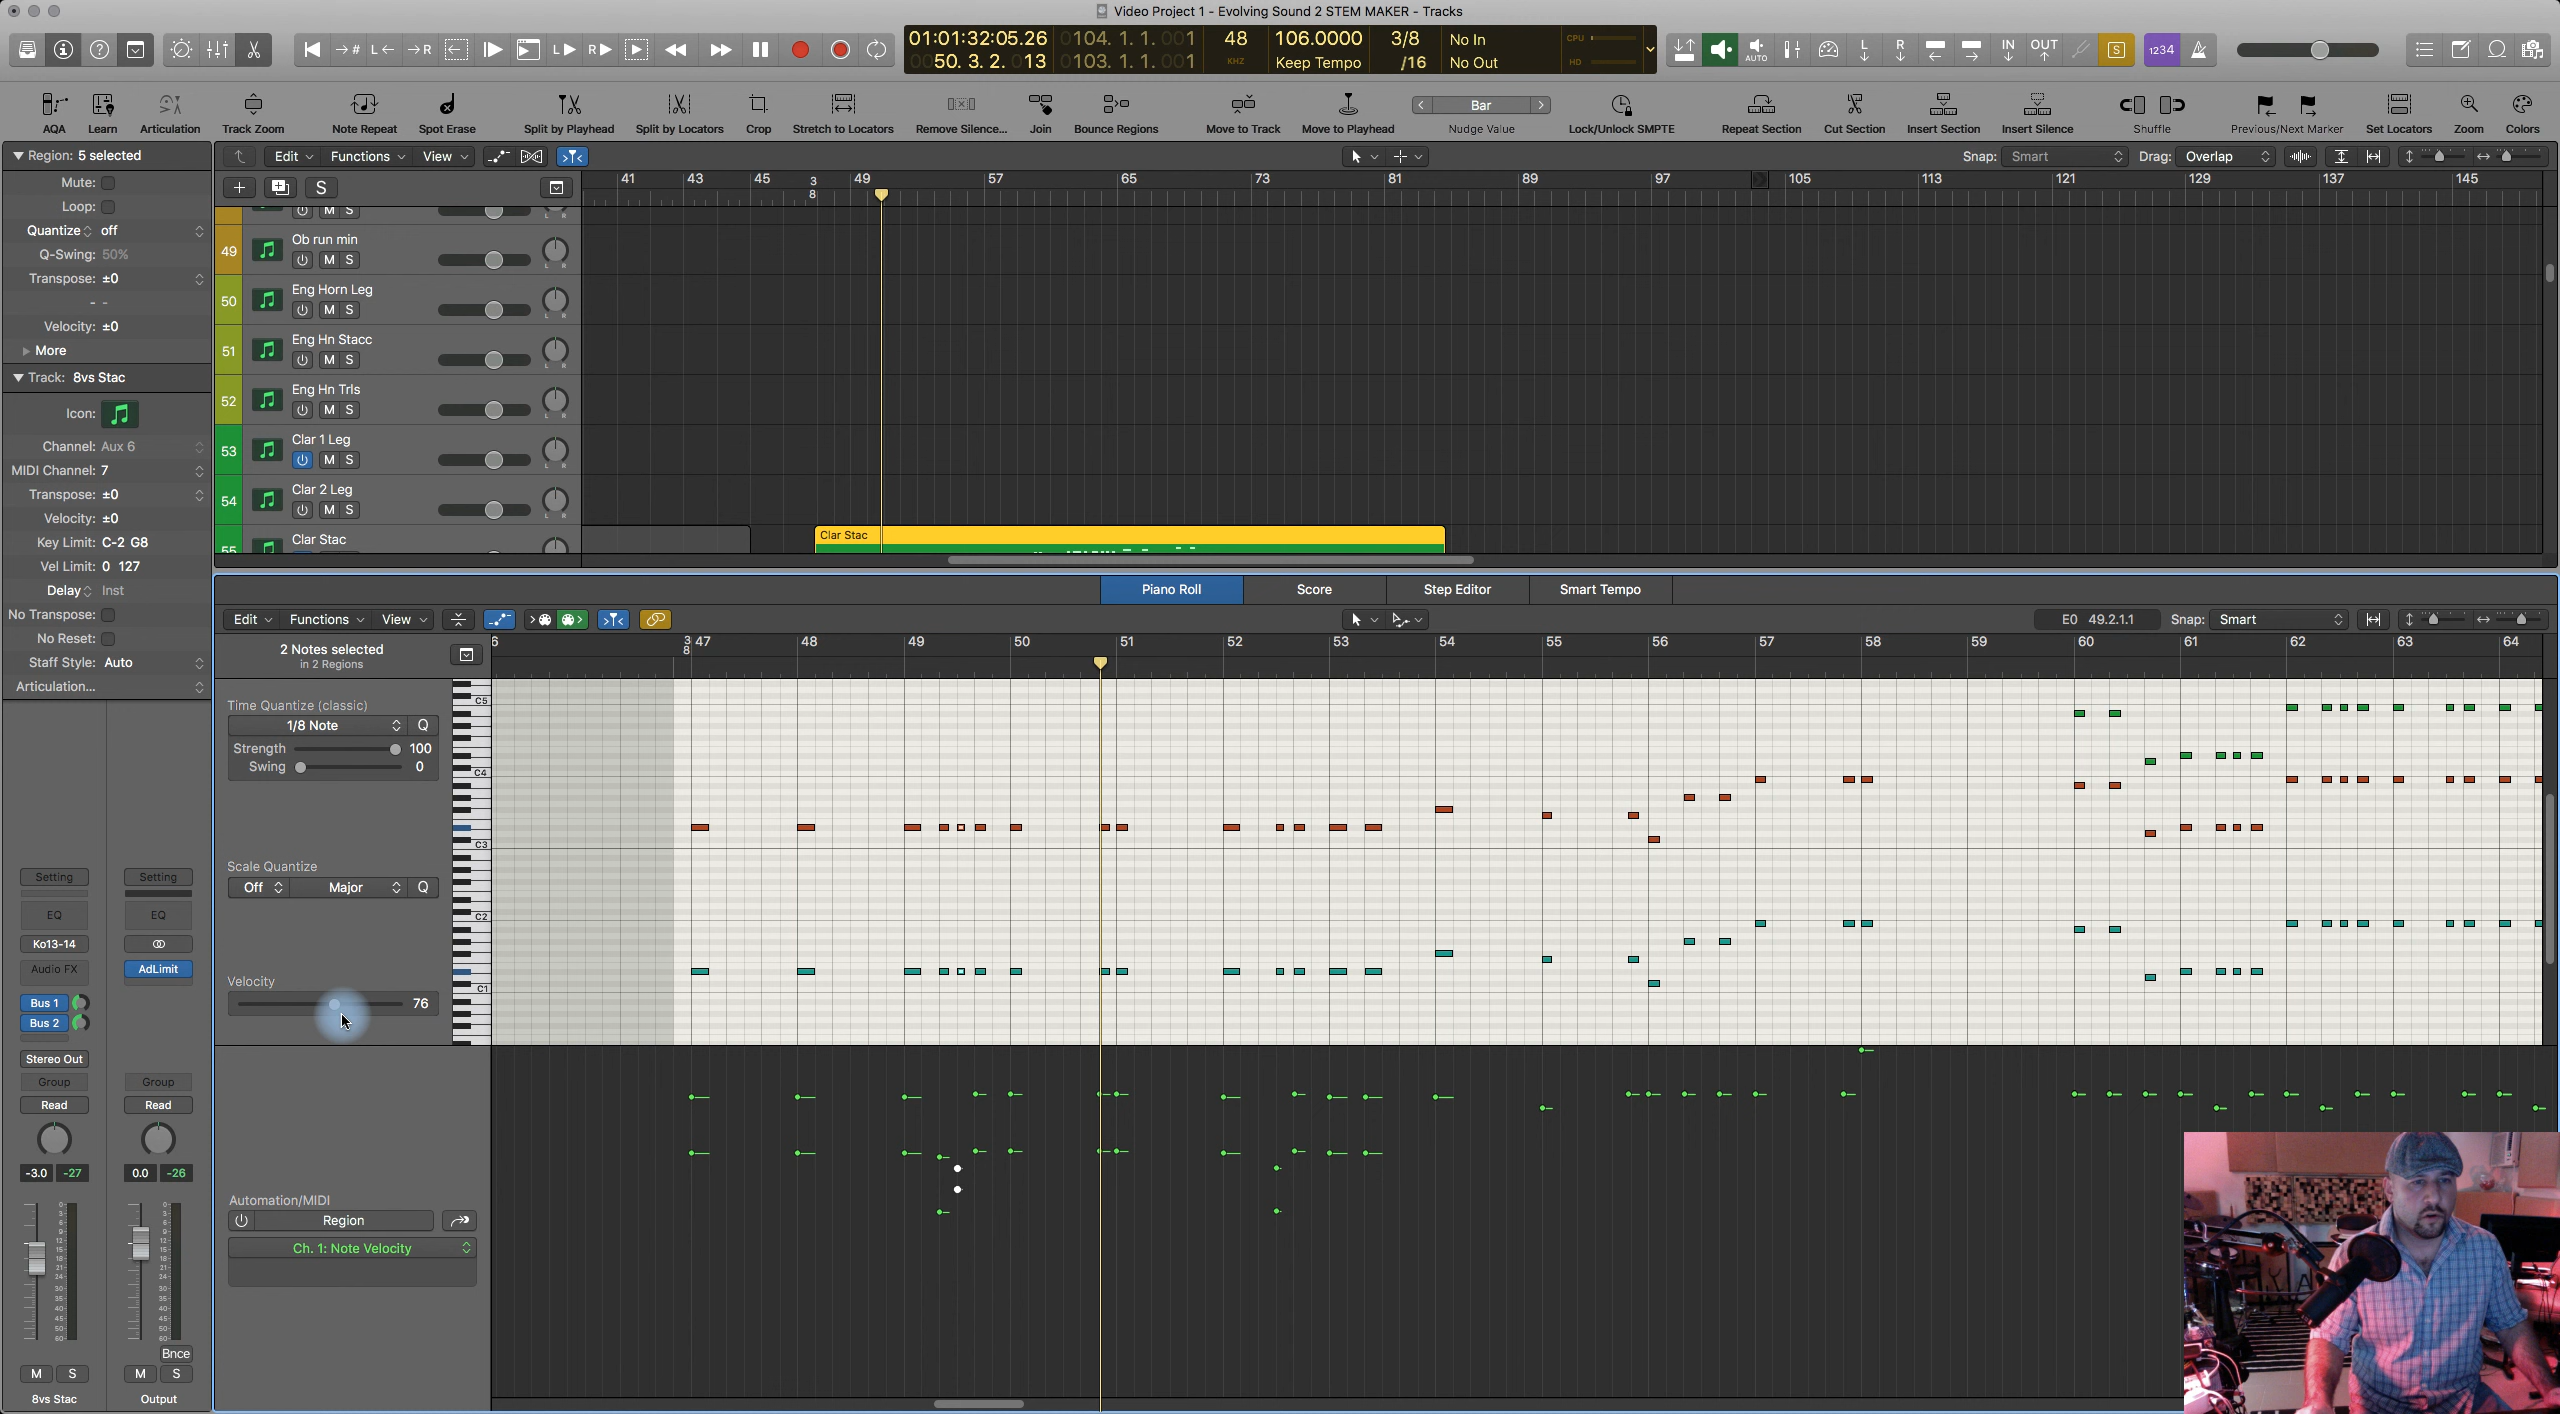 Video Project 1 - Evolving Sound 2 STEM MAKER - Tracks
01:01:32:05.26 0104. 1. 1. 001 48 106.0000 3/8 No In CPU
0050. 3. 2. 013 0103. 1. 1. 001 KHZ Keep Tempo /16 No Out HD
AUTO L R IN OUT S 1234
AQA Learn Articulation Track Zoom Note Repeat Spot Erase Split by Playhead Split by Locators Crop Stretch to Locators Remove Silence... Join Bounce Regions Move to Track Move to Playhead Bar Nudge Value Lock/Unlock SMPTE Repeat Section Cut Section Insert Section Insert Silence Shuffle Previous/Next Marker Set Locators Zoom Colors
Region: 5 selected
Mute:
Loop:
Quantize off
Q-Swing: 50%
Transpose: ±0
- -
Velocity: ±0
More
Track: 8vs Stac
Icon:
Channel: Aux 6
MIDI Channel: 7
Transpose: ±0
Velocity: ±0
Key Limit: C-2 G8
Vel Limit: 0 127
Delay Inst
No Transpose:
No Reset:
Staff Style: Auto
Articulation...
Setting Setting
EQ EQ
Ko13-14
Audio FX AdLimit
Bus 1
Bus 2
Stereo Out
Group Group
Read Read
-3.0 -27 0.0 -26
Bnce
M S M S
8vs Stac Output
Edit Functions View Snap: Smart Drag: Overlap
S
41 43 45 3 8 49 57 65 73 81 89 97 105 113 121 129 137 145
M S
49 Ob run min
M S
50 Eng Horn Leg
M S
51 Eng Hn Stacc
M S
52 Eng Hn Trls
M S
53 Clar 1 Leg
M S
54 Clar 2 Leg
M S
55 Clar Stac
Clar Stac
Piano Roll Score Step Editor Smart Tempo
Edit Functions View E0 49.2.1.1 Snap: Smart
2 Notes selected
in 2 Regions
6 3 8 47 48 49 50 51 52 53 54 55 56 57 58 59 60 61 62 63 64
Time Quantize (classic)
1/8 Note Q
Strength 100
Swing 0
Scale Quantize
Off Major Q
Velocity
76
C5
C4
C3
C2
C1
Automation/MIDI
Region
Ch. 1: Note Velocity